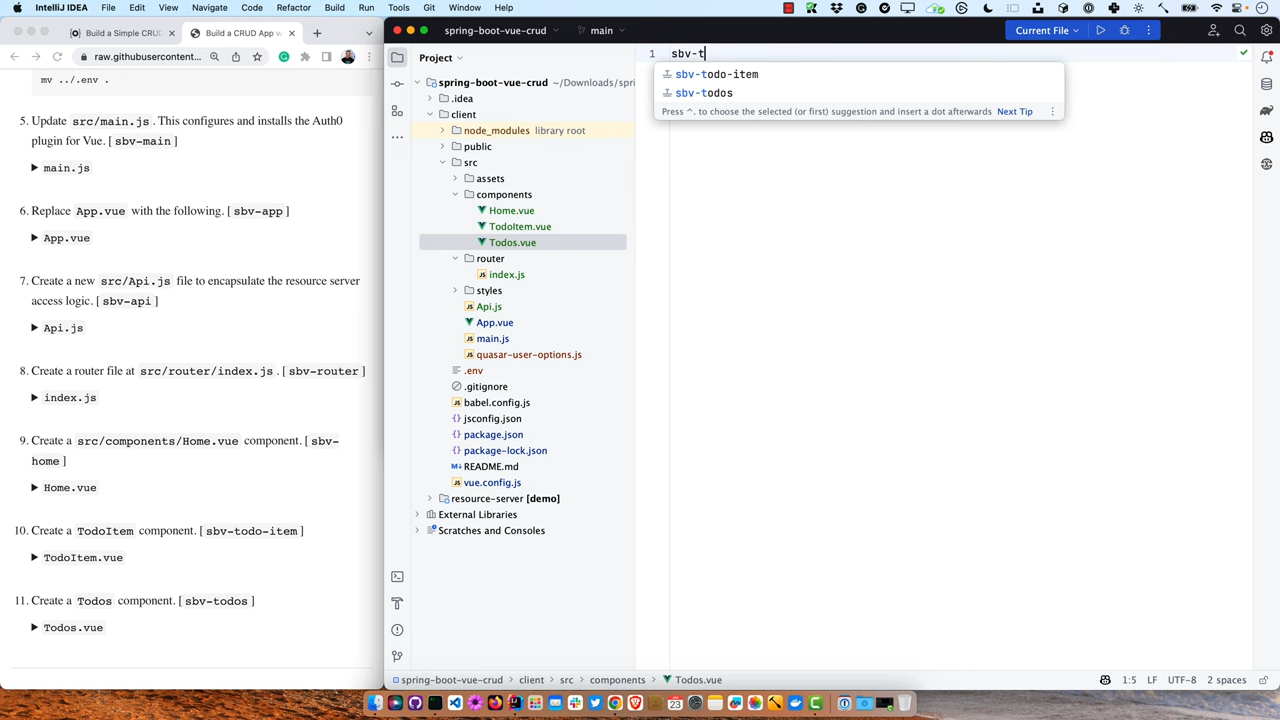 IntelliJ IDEA File Edit View Navigate Code Refactor Build Run Tools Git View Help
Build a Simple CRUD
Build a CRUD App w
raw.githubusercontent...
mv ../.env .
5. Update src/main.js . This configures and installs the Auth0
plugin for Vue. [ sbv-main ]
main.js
6. Replace App.vue with the following. [ sbv-app ]
App.vue
7. Create a new src/Api.js file to encapsulate the resource server
access logic. [ sbv-api ]
Api.js
8. Create a router file at src/router/index.js . [ sbv-router ]
index.js
9. Create a src/components/Home.vue component. [ sbv-
home ]
Home.vue
10. Create a TodoItem component. [ sbv-todo-item ]
TodoItem.vue
11. Create a Todos component. [ sbv-todos ]
Todos.vue
spring-boot-vue-crud
main
Current File
Project
spring-boot-vue-crud ~/Downloads/spri
.idea
client
node_modules library root
public
src
assets
components
Home.vue
TodoItem.vue
Todos.vue
router
index.js
styles
Api.js
App.vue
main.js
quasar-user-options.js
.env
.gitignore
babel.config.js
jsconfig.json
package.json
package-lock.json
README.md
vue.config.js
resource-server [demo]
External Libraries
Scratches and Consoles
1 sbv-t
sbv-todo-item
sbv-todos
Press ^. to choose the selected (or first) suggestion and insert a dot afterwards Next Tip
spring-boot-vue-crud client src components Todos.vue
1:5 LF UTF-8 2 spaces